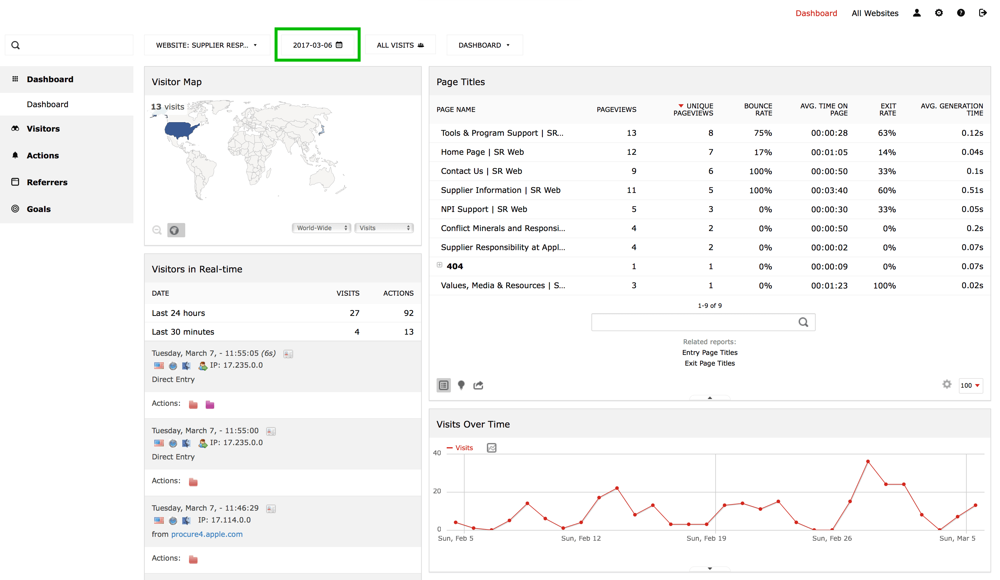 Dashboard All Websites
WEBSITE: SUPPLIER RESP... 2017-03-06 ALL VISITS DASHBOARD
Dashboard
Dashboard
Visitors
Actions
Referrers
Goals
Visitor Map
13 visits
World-Wide Visits
Visitors in Real-time
DATE VISITS ACTIONS
Last 24 hours 27 92
Last 30 minutes 4 13
Tuesday, March 7, - 11:55:05 (6s)
IP: 17.235.0.0
Direct Entry
Actions:
Tuesday, March 7, - 11:55:00
IP: 17.235.0.0
Direct Entry
Actions:
Tuesday, March 7, - 11:46:29
IP: 17.114.0.0
from procure4.apple.com
Actions:
Page Titles
PAGE NAME PAGEVIEWS UNIQUE PAGEVIEWS BOUNCE RATE AVG. TIME ON PAGE EXIT RATE AVG. GENERATION TIME
Tools & Program Support | SR... 13 8 75% 00:00:28 63% 0.12s
Home Page | SR Web 12 7 17% 00:01:05 14% 0.04s
Contact Us | SR Web 9 6 100% 00:00:50 33% 0.1s
Supplier Information | SR Web 11 5 100% 00:03:40 60% 0.51s
NPI Support | SR Web 5 3 0% 00:00:30 33% 0.05s
Conflict Minerals and Responsi... 4 2 0% 00:00:50 0% 0.2s
Supplier Responsibility at Appl... 4 2 0% 00:00:02 0% 0.07s
404 1 1 0% 00:00:09 0% 0.07s
Values, Media & Resources | S... 3 1 0% 00:01:23 100% 0.02s
1-9 of 9
Related reports:
Entry Page Titles
Exit Page Titles
100
Visits Over Time
Visits
40
20
0
Sun, Feb 5 Sun, Feb 12 Sun, Feb 19 Sun, Feb 26 Sun, Mar 5